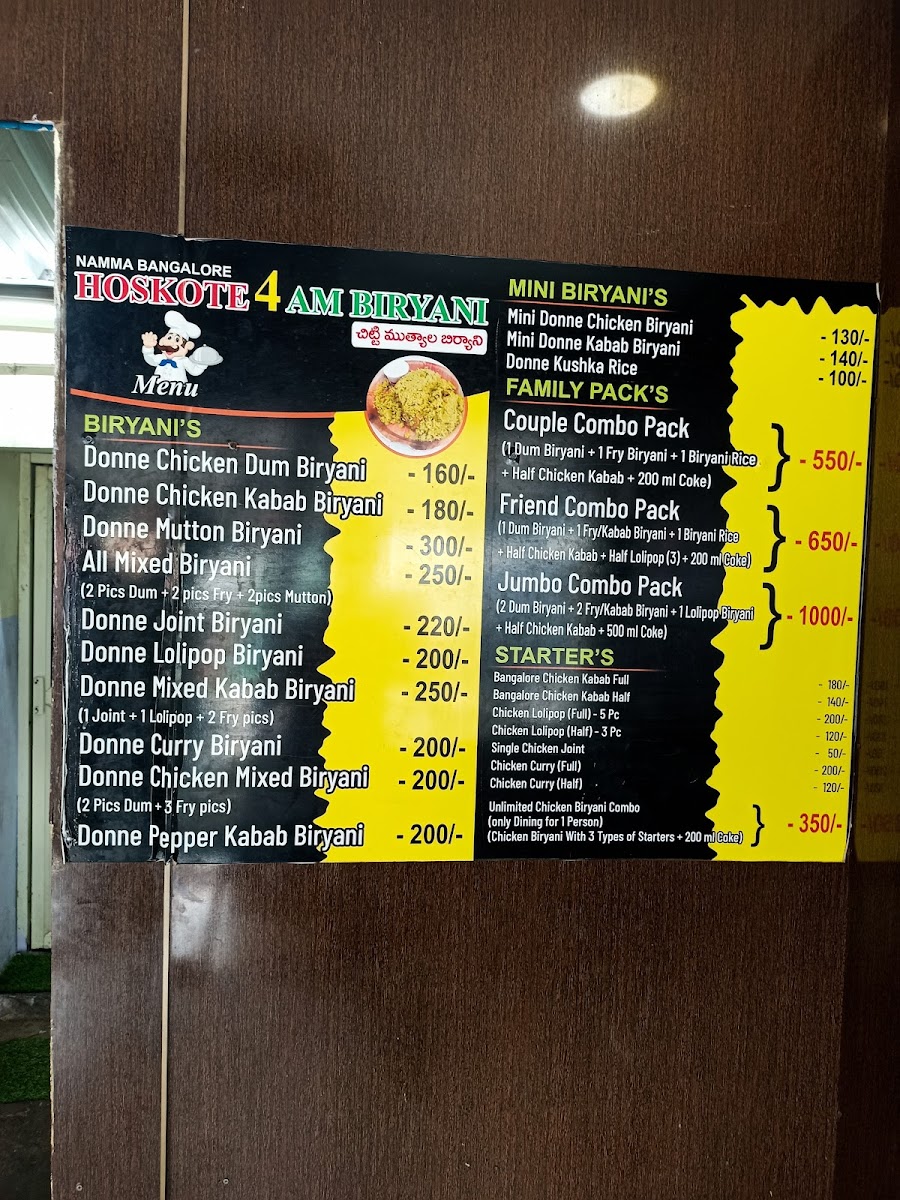 NAMMA BANGALORE
HOSKOTE 4 AM BIRYANI
చిట్టి ముత్యాల బిర్యాని
Menu
BIRYANI'S
Donne Chicken Dum Biryani - 160/-
Donne Chicken Kabab Biryani - 180/-
Donne Mutton Biryani - 300/-
All Mixed Biryani - 250/-
(2 Pics Dum + 2 pics Fry + 2pics Mutton)
Donne Joint Biryani - 220/-
Donne Lolipop Biryani - 200/-
Donne Mixed Kabab Biryani - 250/-
(1 Joint + 1 Lolipop + 2 Fry pics)
Donne Curry Biryani - 200/-
Donne Chicken Mixed Biryani - 200/-
(2 Pics Dum + 3 Fry pics)
Donne Pepper Kabab Biryani - 200/-
MINI BIRYANI'S
Mini Donne Chicken Biryani - 130/-
Mini Donne Kabab Biryani - 140/-
Donne Kushka Rice - 100/-
FAMILY PACK'S
Couple Combo Pack
(1 Dum Biryani + 1 Fry Biryani + 1 Biryani Rice
+ Half Chicken Kabab + 200 ml Coke) - 550/-
Friend Combo Pack
(1 Dum Biryani + 1 Fry/Kabab Biryani + 1 Biryani Rice
+ Half Chicken Kabab + Half Lolipop (3) + 200 ml Coke) - 650/-
Jumbo Combo Pack
(2 Dum Biryani + 2 Fry/Kabab Biryani + 1 Lolipop Biryani
+ Half Chicken Kabab + 500 ml Coke) - 1000/-
STARTER'S
Bangalore Chicken Kabab Full - 180/-
Bangalore Chicken Kabab Half - 140/-
Chicken Lolipop (Full) - 5 Pc - 200/-
Chicken Lolipop (Half) - 3 Pc - 120/-
Single Chicken Joint - 50/-
Chicken Curry (Full) - 200/-
Chicken Curry (Half) - 120/-
Unlimited Chicken Biryani Combo
(only Dining for 1 Person) - 350/-
(Chicken Biryani With 3 Types of Starters + 200 ml Coke)